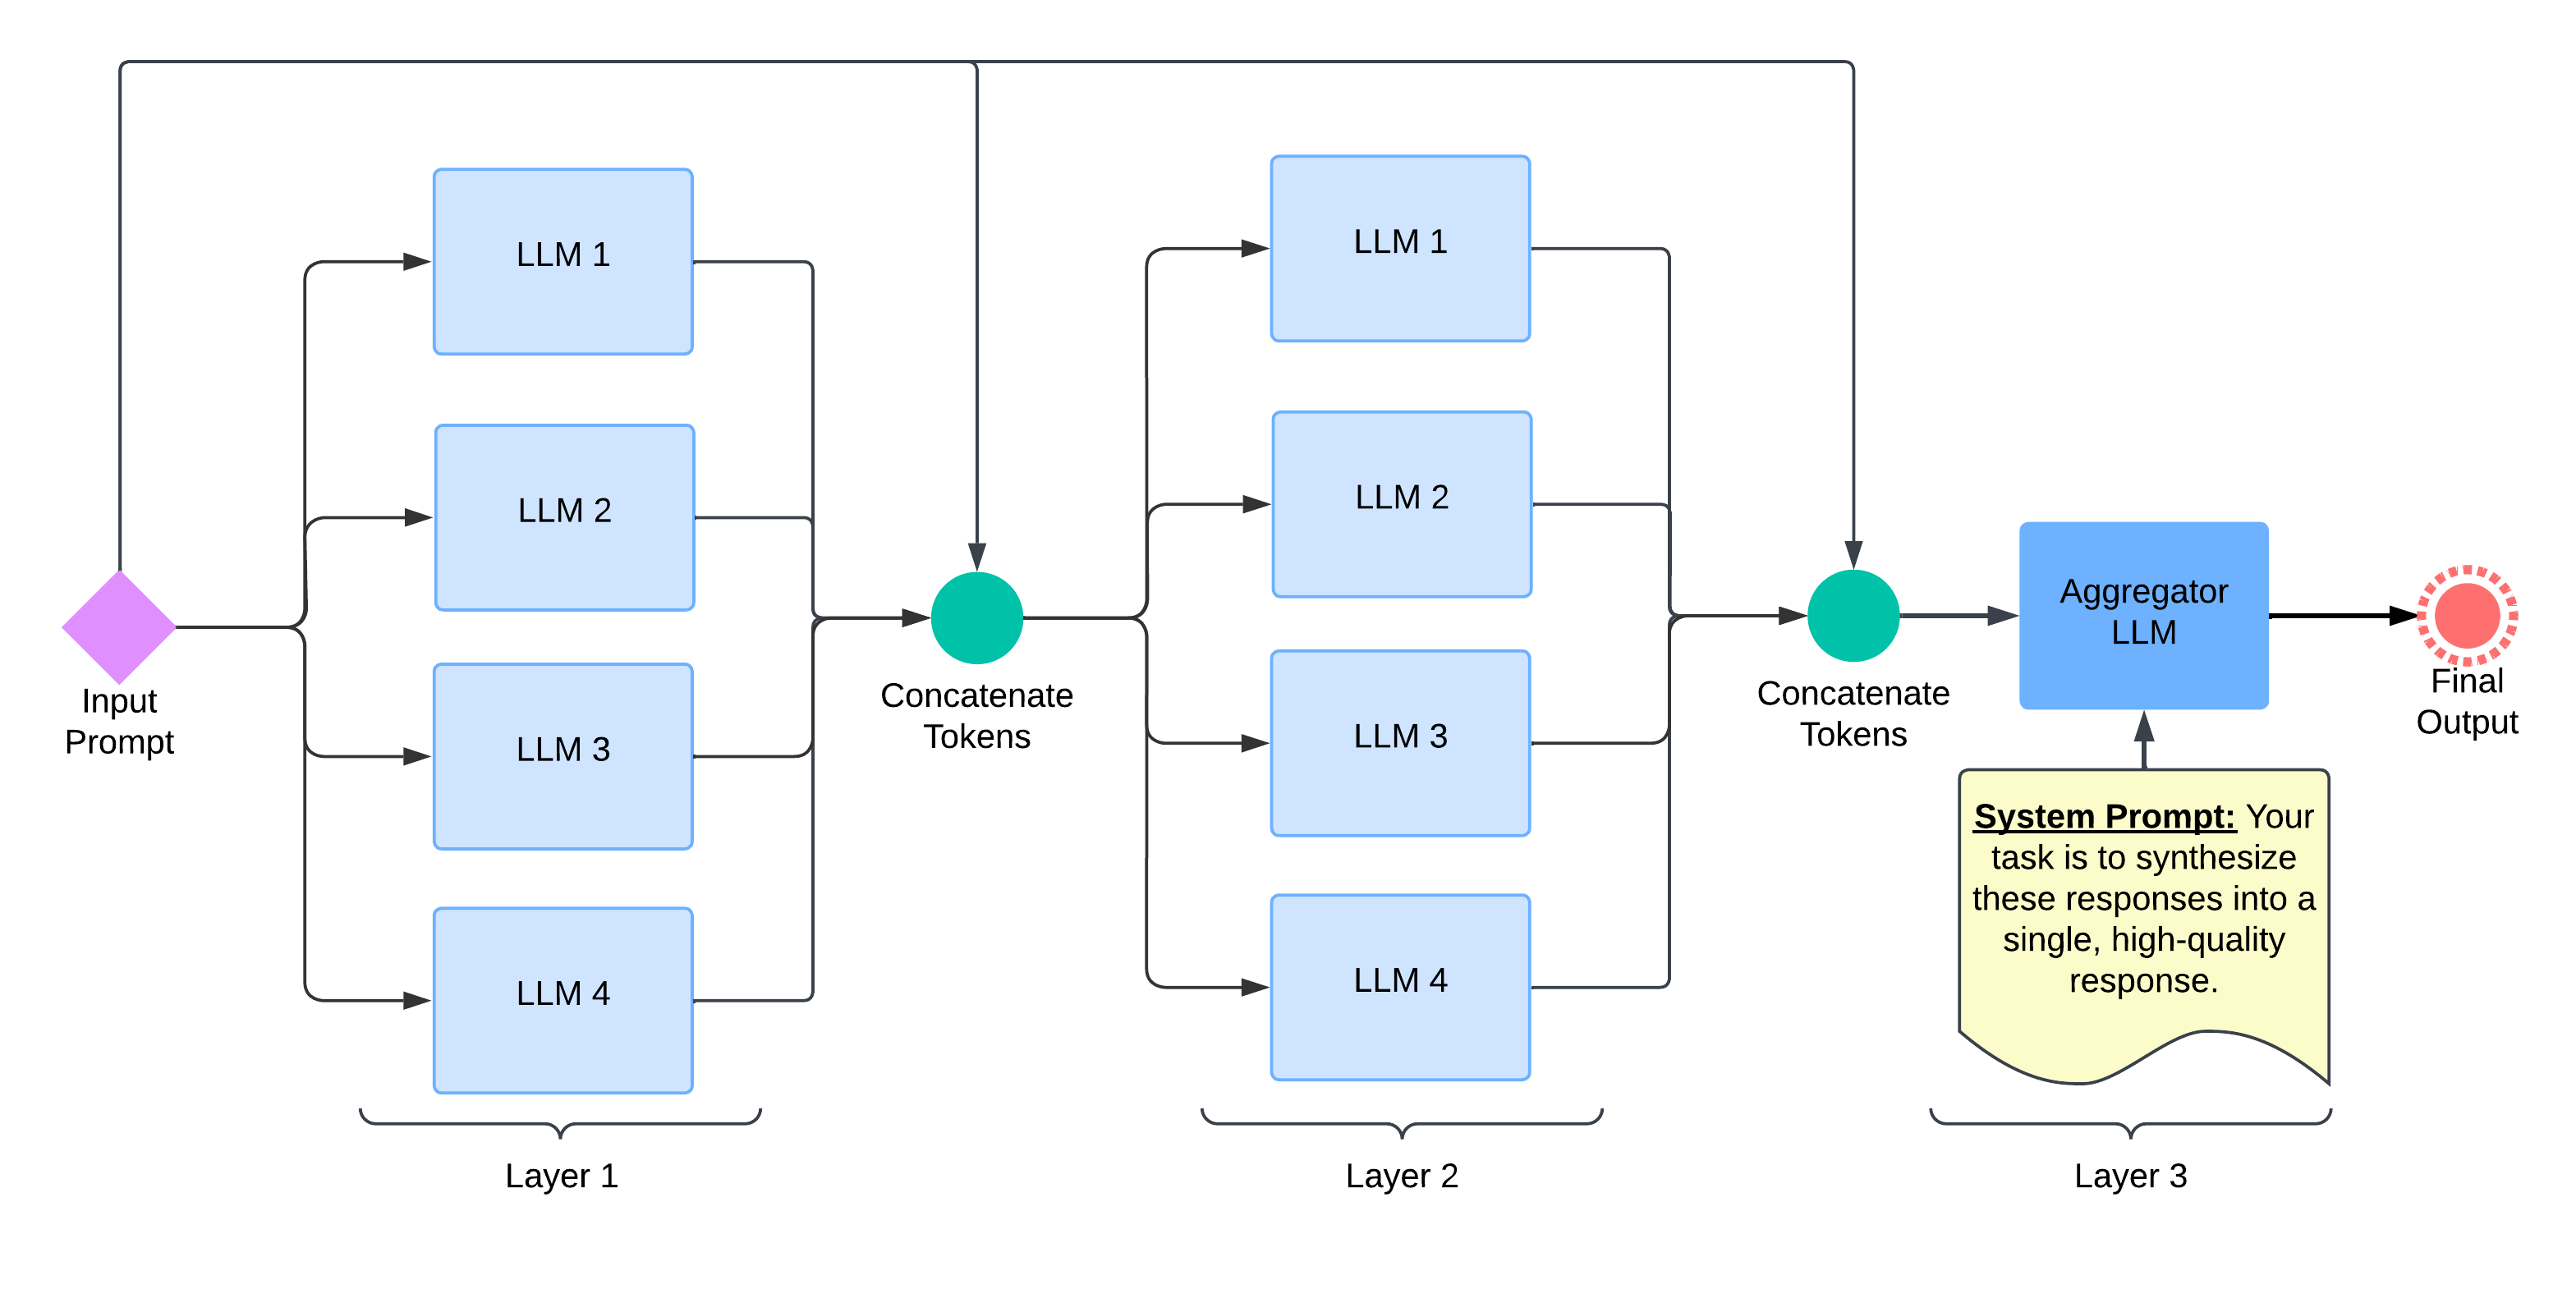 Input
Prompt
LLM 1
LLM 2
LLM 3
LLM 4
Layer 1
Concatenate
Tokens
LLM 1
LLM 2
LLM 3
LLM 4
Layer 2
Concatenate
Tokens
Aggregator
LLM
System Prompt: Your
task is to synthesize
these responses into a
single, high-quality
response.
Layer 3
Final
Output